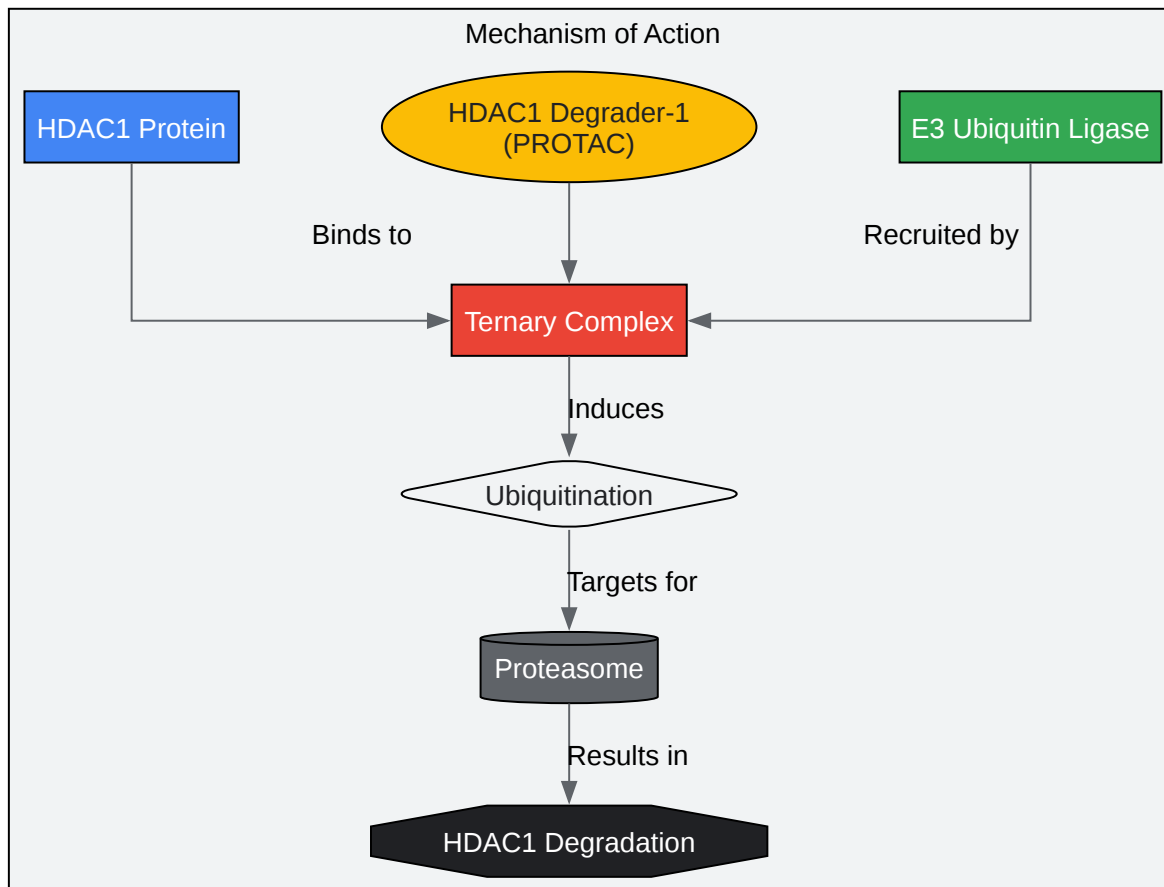 Mechanism of Action
HDAC1 Protein
HDAC1 Degrader-1
(PROTAC)
E3 Ubiquitin Ligase
Binds to
Recruited by
Ternary Complex
Induces
Ubiquitination
Targets for
Proteasome
Results in
HDAC1 Degradation